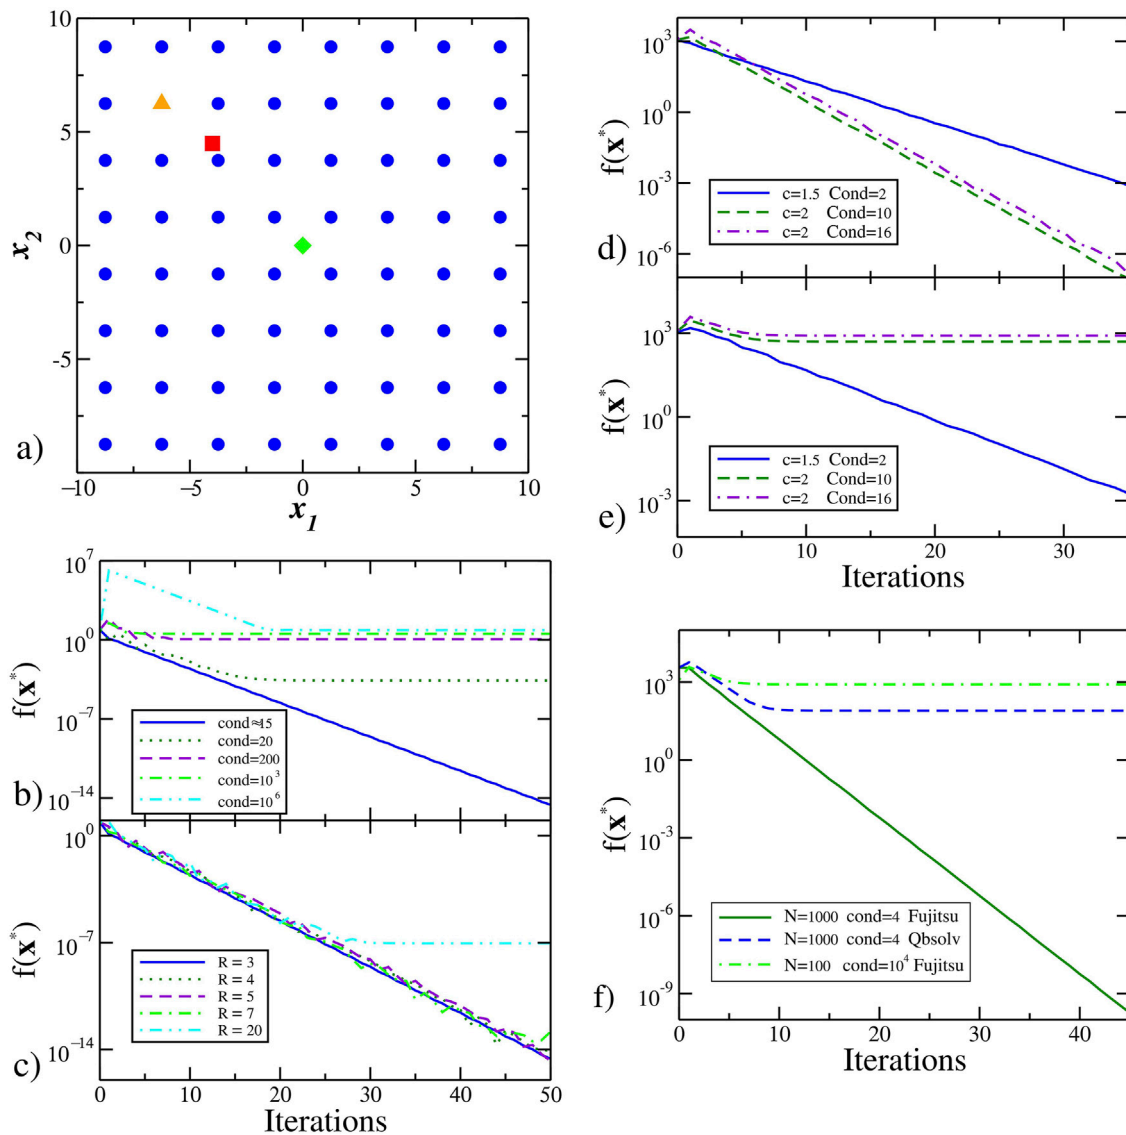 10
5
0
-5
−10
−5
0
5
10
x2
x1
a)
10^7
10^0
10^-7
10^-14
f(x*)
cond≈15
cond=20
cond=200
cond=10^3
cond=10^6
b)
10^0
10^-7
10^-14
f(x*)
R = 3
R = 4
R = 5
R = 7
R = 20
c)
0
10
20
30
40
50
Iterations
10^3
10^0
10^-3
10^-6
f(x*)
c=1.5 Cond=2
c=2 Cond=10
c=2 Cond=16
d)
10^3
10^0
10^-3
f(x*)
c=1.5 Cond=2
c=2 Cond=10
c=2 Cond=16
e)
0
10
20
30
Iterations
10^3
10^0
10^-3
10^-6
10^-9
f(x*)
N=1000 cond=4 Fujitsu
N=1000 cond=4 Qbsolv
N=100 cond=10^4 Fujitsu
f)
0
10
20
30
40
Iterations